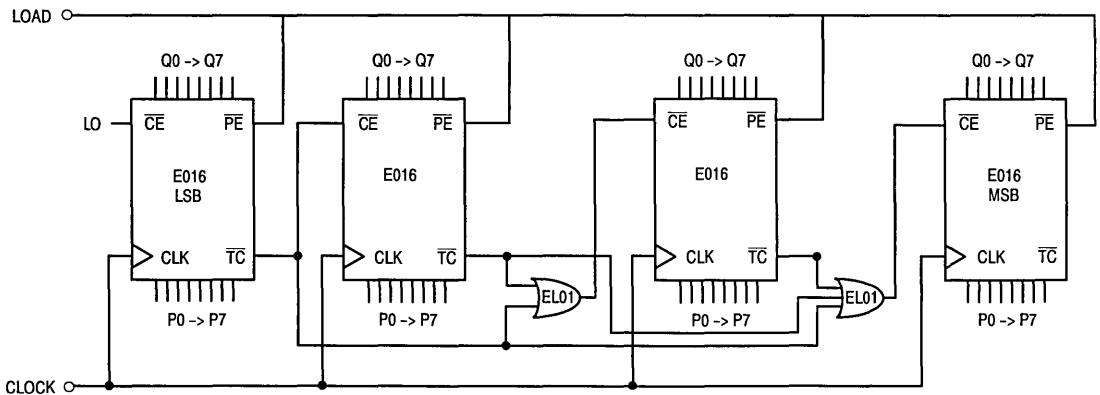 LOAD
Q0 -> Q7
Q0 -> Q7
Q0 -> Q7
Q0 -> Q7
LO
CE
PE
CE
PE
CE
PE
CE
PE
E016
LSB
E016
E016
E016
MSB
CLK
TC
CLK
TC
CLK
TC
CLK
TC
EL01
EL01
P0 -> P7
P0 -> P7
P0 -> P7
P0 -> P7
CLOCK